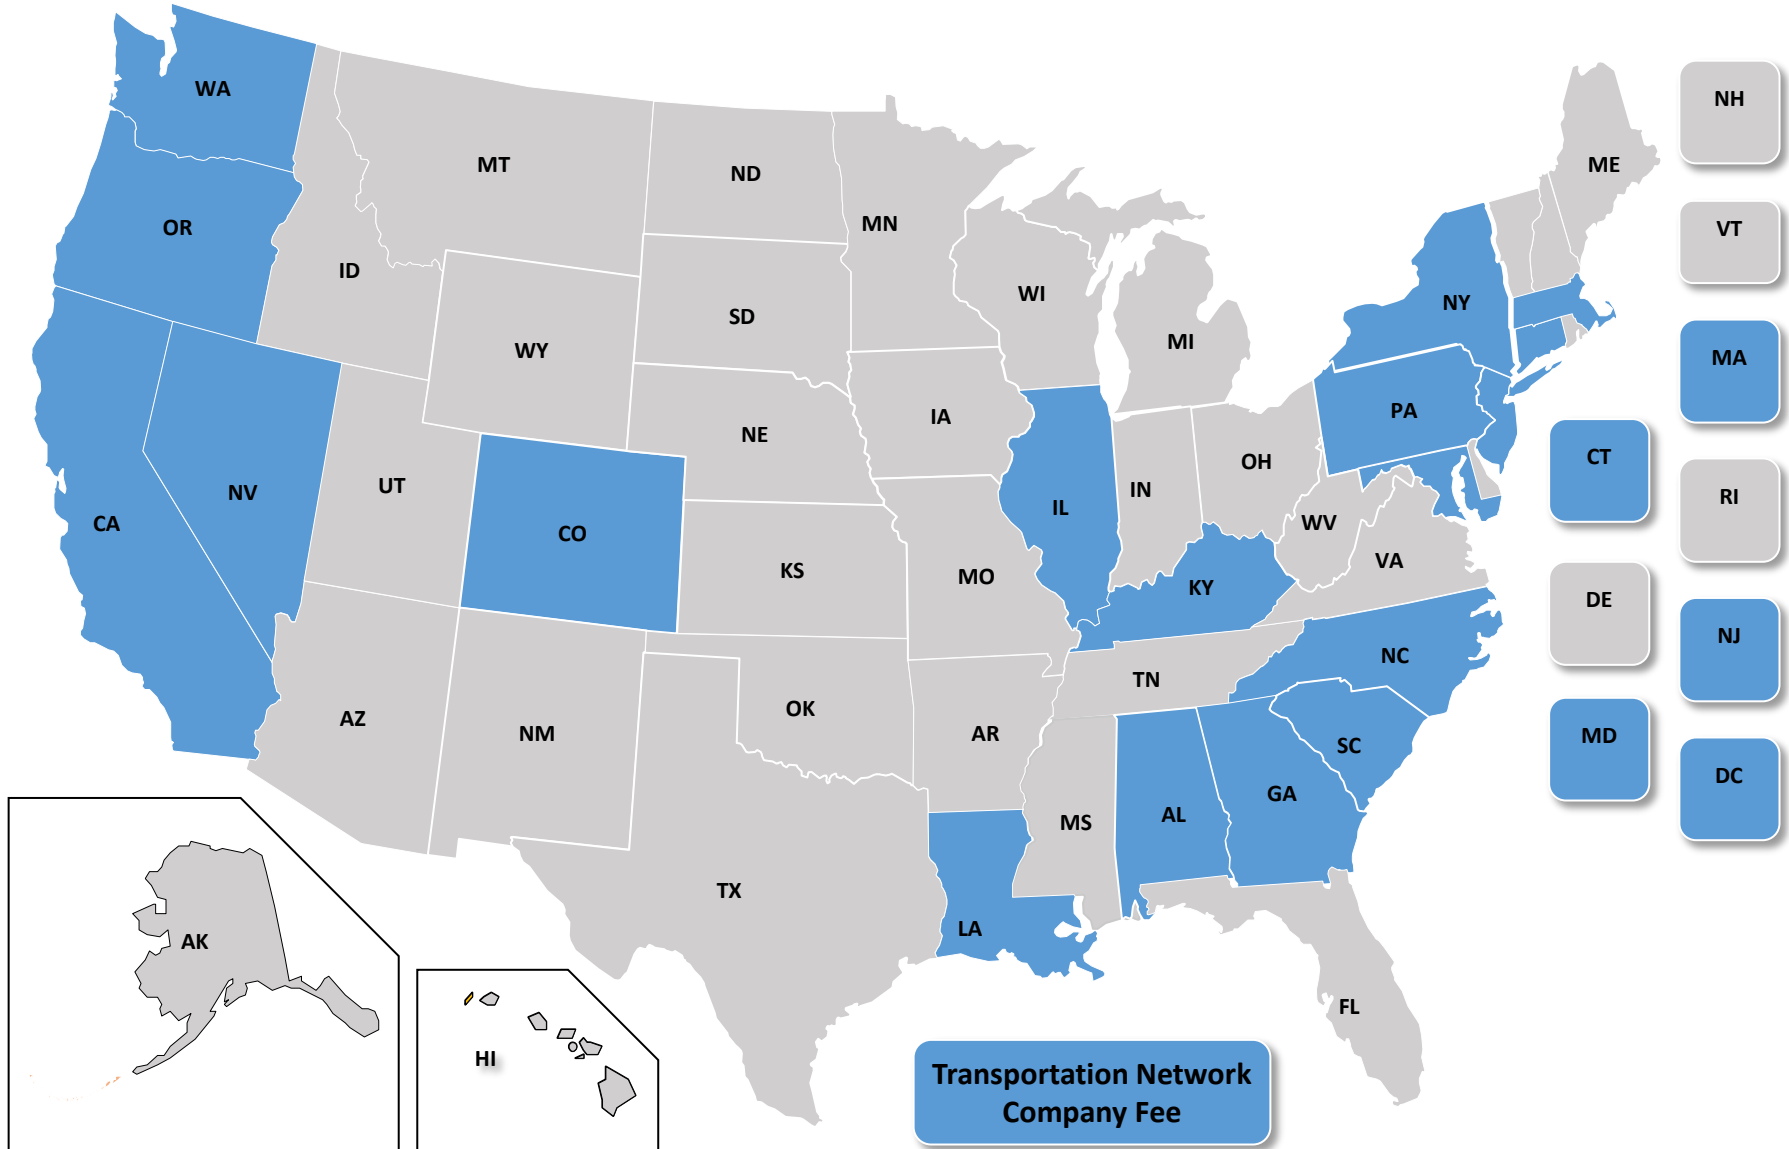 WA
NH
MT
ME
ND
MN
OR
VT
ID
WI
NY
SD
MI
WY
MA
PA
IA
NE
CT
OH
UT
IN
NV
RI
IL
CA
WV
CO
VA
KS
MO
KY
DE
NJ
NC
TN
OK
AZ
NM
AR
MD
SC
DC
GA
AL
MS
TX
LA
AK
FL
HI
Transportation Network
Company Fee